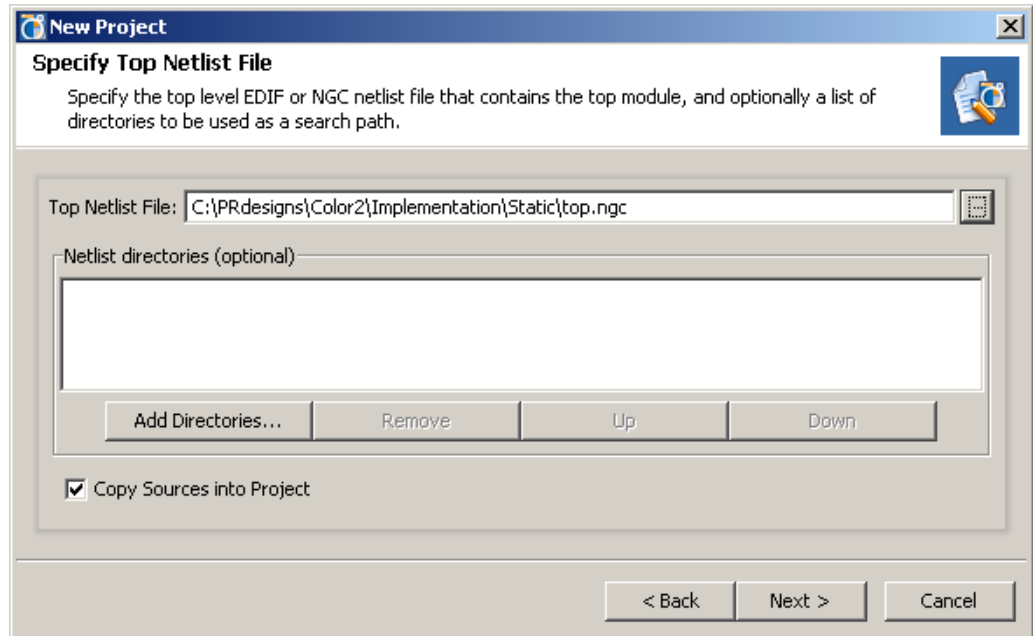 New Project
Specify Top Netlist File
Specify the top level EDIF or NGC netlist file that contains the top module, and optionally a list of
directories to be used as a search path.
Top Netlist File: C:\PRdesigns\Color2\Implementation\Static\top.ngc
Netlist directories (optional)
Add Directories... Remove Up Down
Copy Sources into Project
< Back Next > Cancel